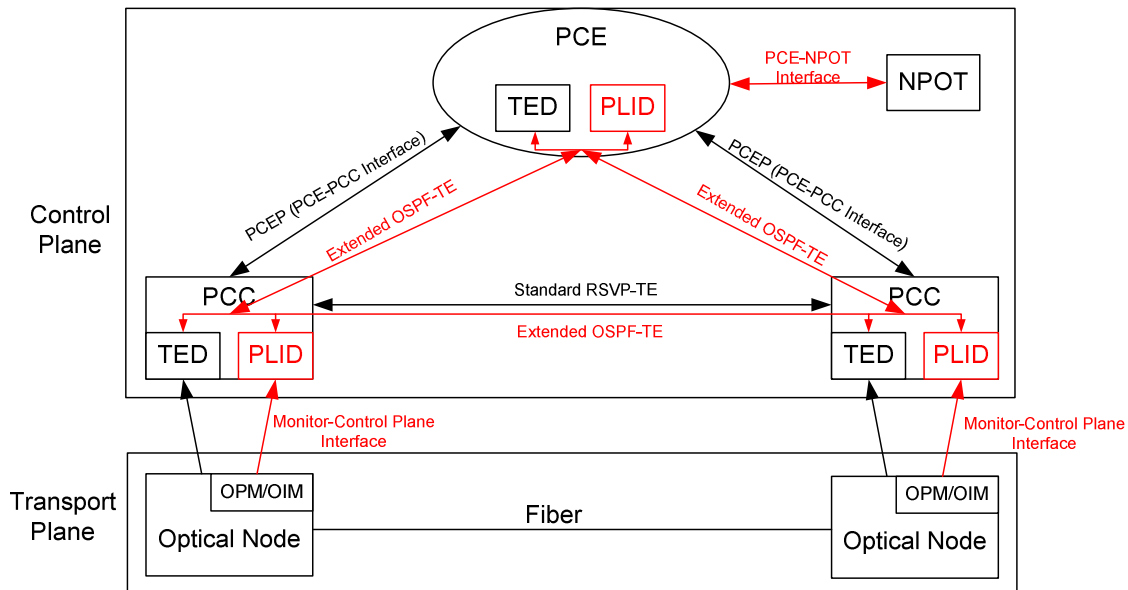 PCE
PCE-NPOT
Interface
NPOT
TED
PLID
PCEP (PCE-PCC Interface)
PCEP (PCE-PCC Interface)
Extended OSPF-TE
Extended OSPF-TE
Control
Plane
PCC
Standard RSVP-TE
PCC
Extended OSPF-TE
TED
PLID
TED
PLID
Monitor-Control Plane
Interface
Monitor-Control Plane
Interface
Transport
Plane
OPM/OIM
Optical Node
Fiber
OPM/OIM
Optical Node